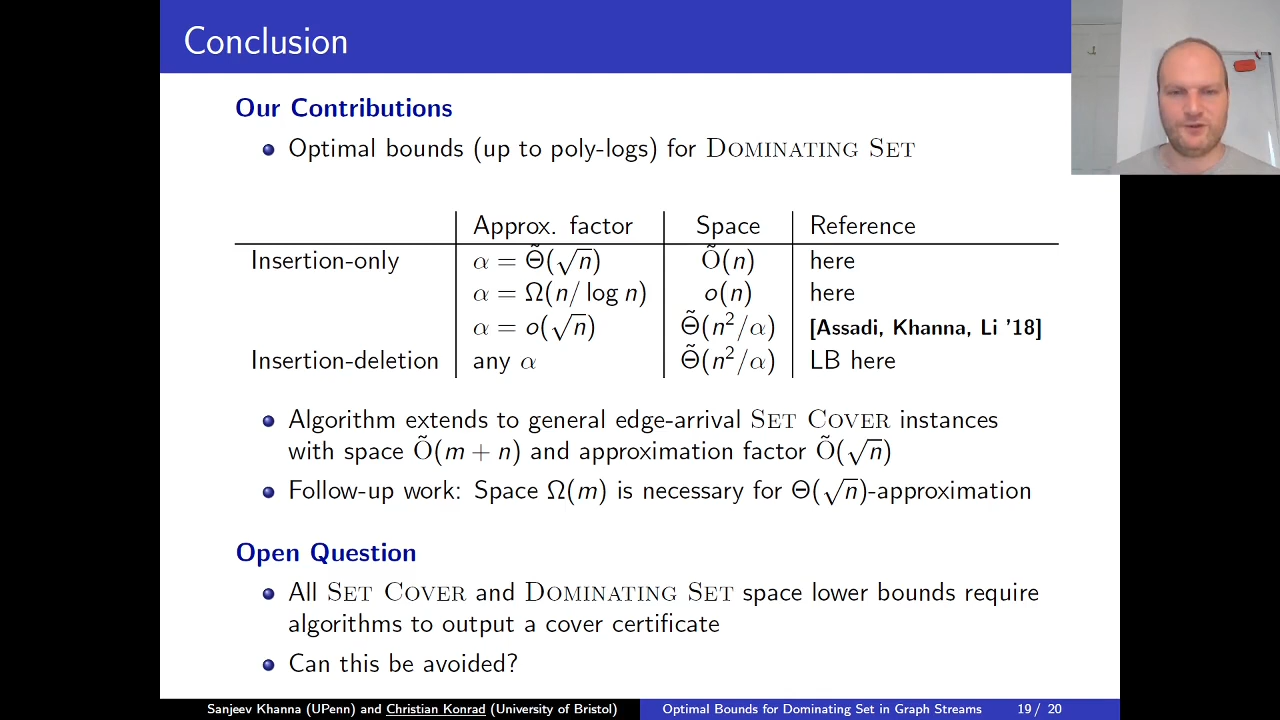 Conclusion
Our Contributions
Optimal bounds (up to poly-logs) for DOMINATING SET
Approx. factor Space Reference
Insertion-only α = Θ̃(√n) Õ(n) here
α = Ω(n/ log n) o(n) here
α = o(√n) Θ̃(n²/α) [Assadi, Khanna, Li '18]
Insertion-deletion any α Θ̃(n²/α) LB here
Algorithm extends to general edge-arrival SET COVER instances
with space Õ(m + n) and approximation factor Õ(√n)
Follow-up work: Space Ω(m) is necessary for Θ(√n)-approximation
Open Question
All SET COVER and DOMINATING SET space lower bounds require
algorithms to output a cover certificate
Can this be avoided?
Sanjeev Khanna (UPenn) and Christian Konrad (University of Bristol) Optimal Bounds for Dominating Set in Graph Streams 19 / 20